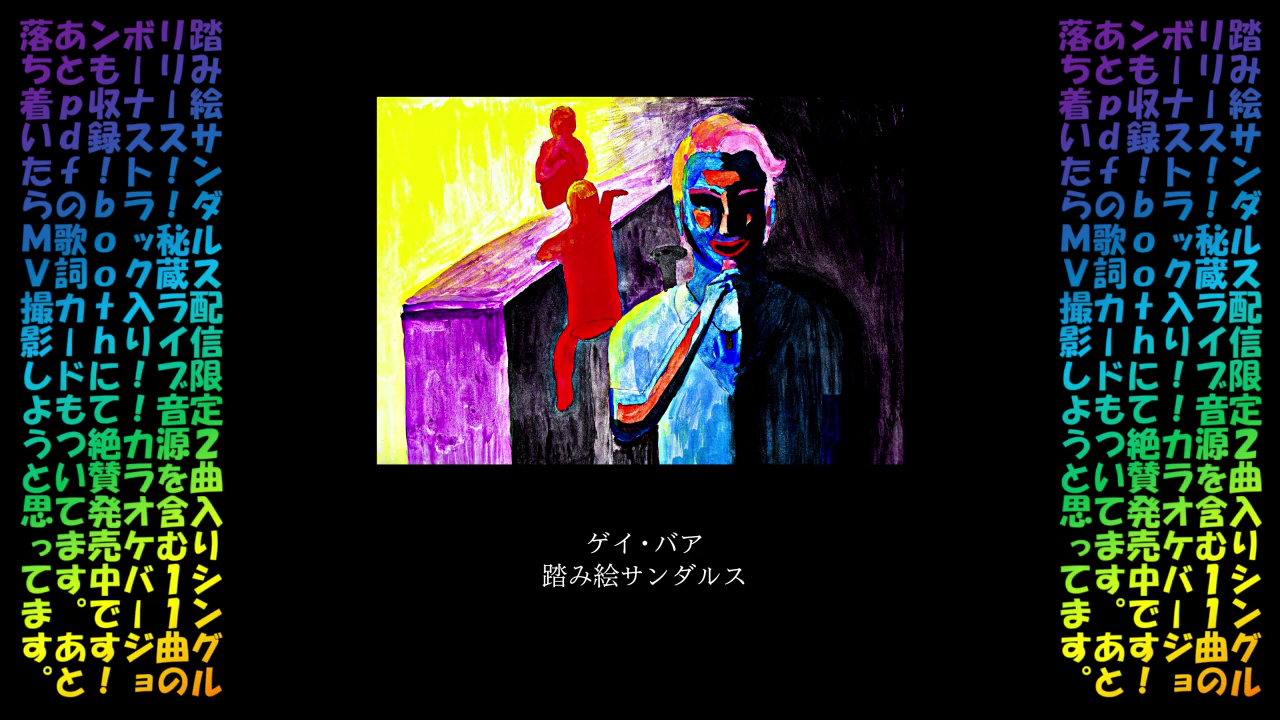 踏み絵サンダルス配信限定２曲入りシングル
リリース！！秘蔵ライブ音源を含む１１曲の
ボーナストラック入り！！カラオケバージョ
ンも収録！ｂｏｏｔｈにて絶賛発売中です！
あとｐｄｆの歌詞カードもついてます。あと
落ち着いたらＭＶ撮影しようと思ってます。
ゲイ・バア
踏み絵サンダルス
踏み絵サンダルス配信限定２曲入りシングル
リリース！！秘蔵ライブ音源を含む１１曲の
ボーナストラック入り！！カラオケバージョ
ンも収録！ｂｏｏｔｈにて絶賛発売中です！
あとｐｄｆの歌詞カードもついてます。あと
落ち着いたらＭＶ撮影しようと思ってます。